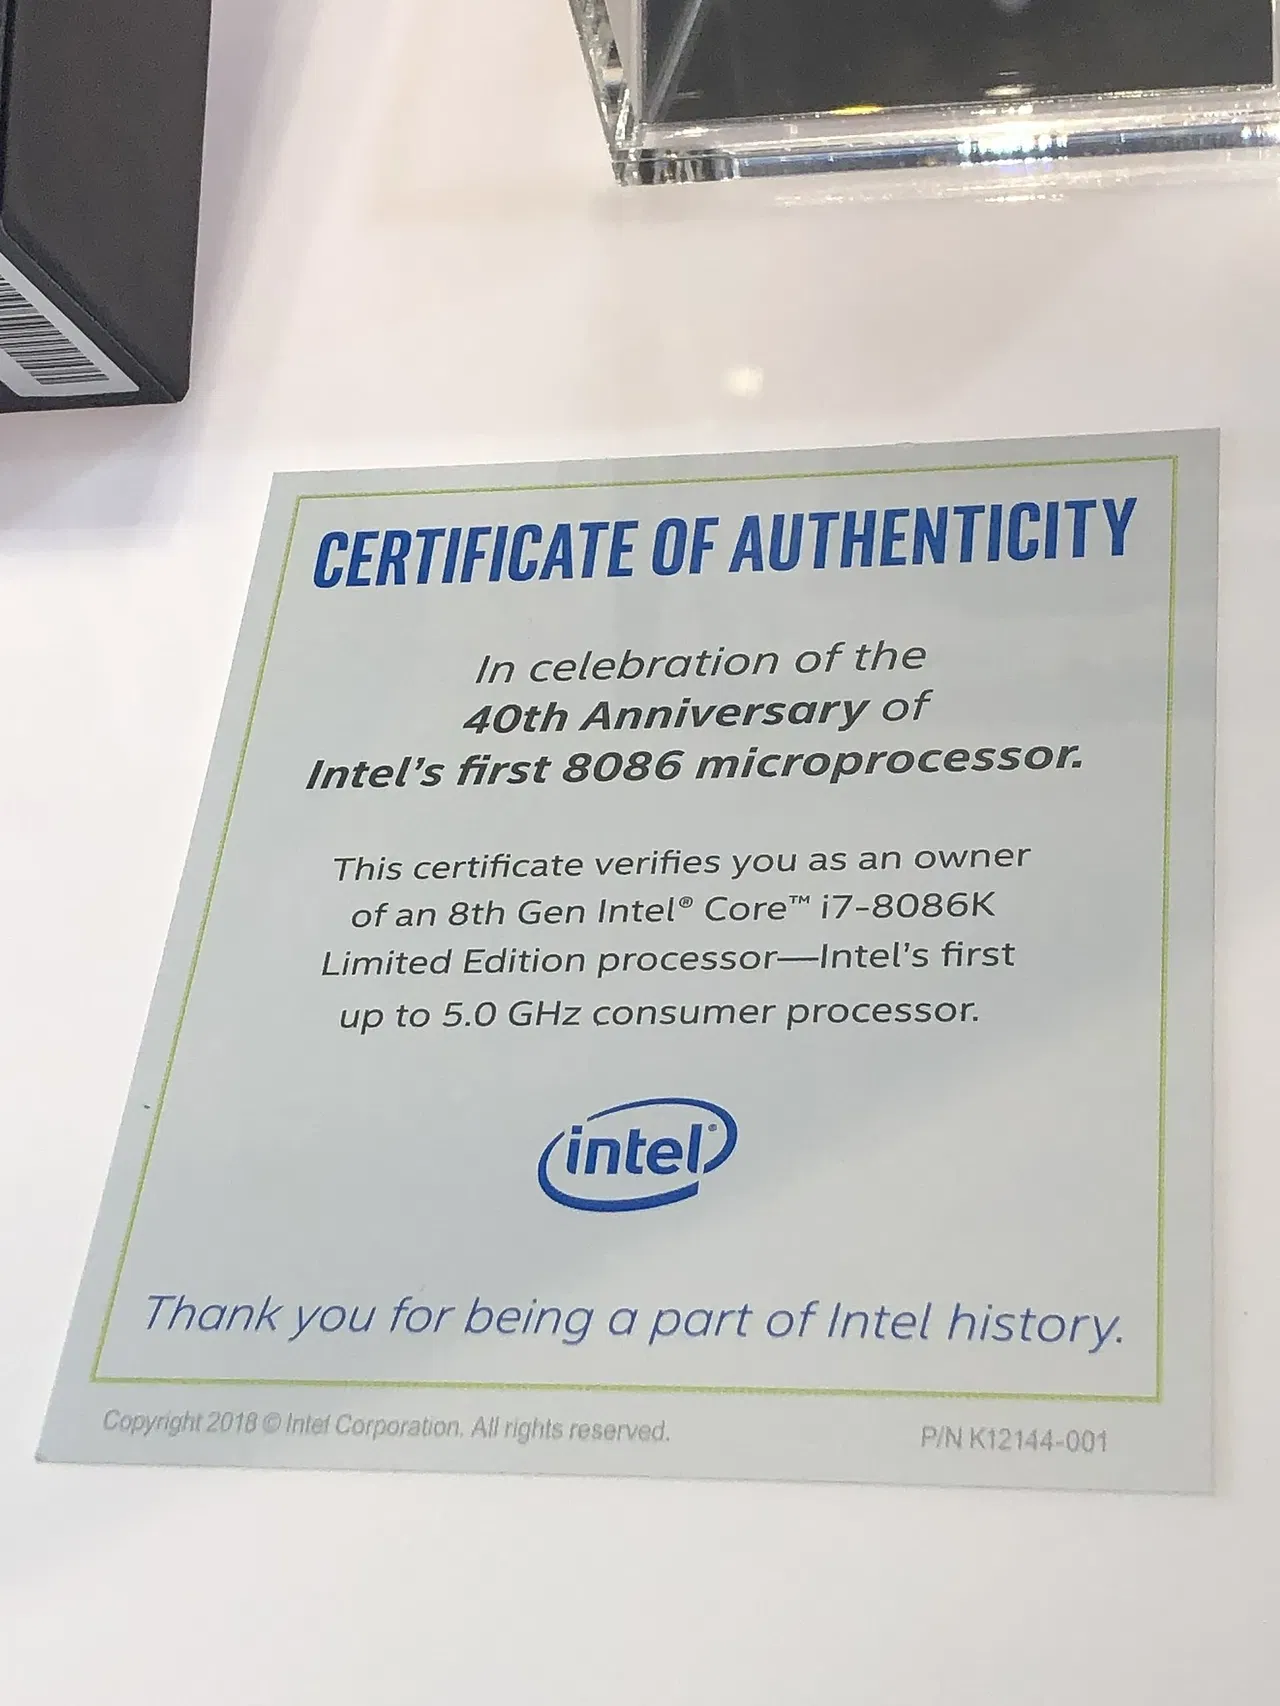 CERTIFICATE OF AUTHENTICITY
In celebration of the
40th Anniversary of
Intel's first 8086 microprocessor.
This certificate verifies you as an owner
of an 8th Gen Intel® Core™ i7-8086K
Limited Edition processor—Intel's first
up to 5.0 GHz consumer processor.
intel®
Thank you for being a part of Intel history.
Copyright 2018 © Intel Corporation. All rights reserved.
P/N K12144-001